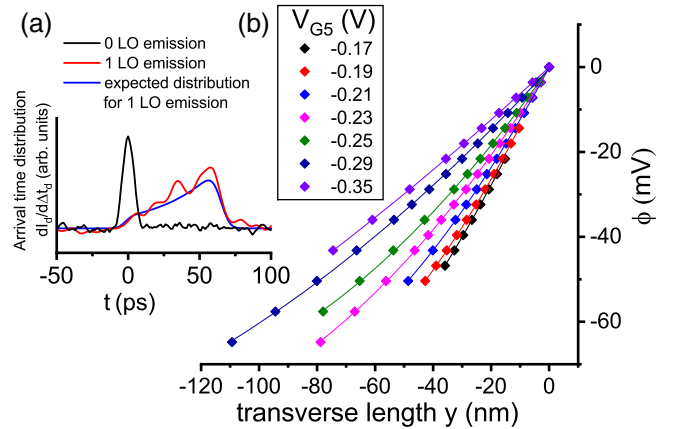 (a)
0 LO emission
1 LO emission
expected distribution
for 1 LO emission
Arrival time distribution
dI_d/dΔt_d (arb. units)
-50 0 50 100
t (ps)
(b)
V_G5 (V)
-0.17
-0.19
-0.21
-0.23
-0.25
-0.29
-0.35
0
-20
-40
-60
ϕ (mV)
-120 -100 -80 -60 -40 -20 0
transverse length y (nm)